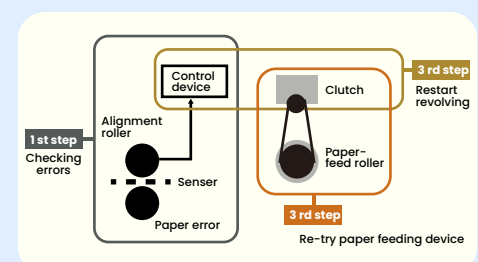 Control
device
3 rd step
Restart
revolving
Clutch
Alignment
roller
1 st step
Checking
errors
Senser
Paper-
feed roller
Paper error
3 rd step
Re-try paper feeding device